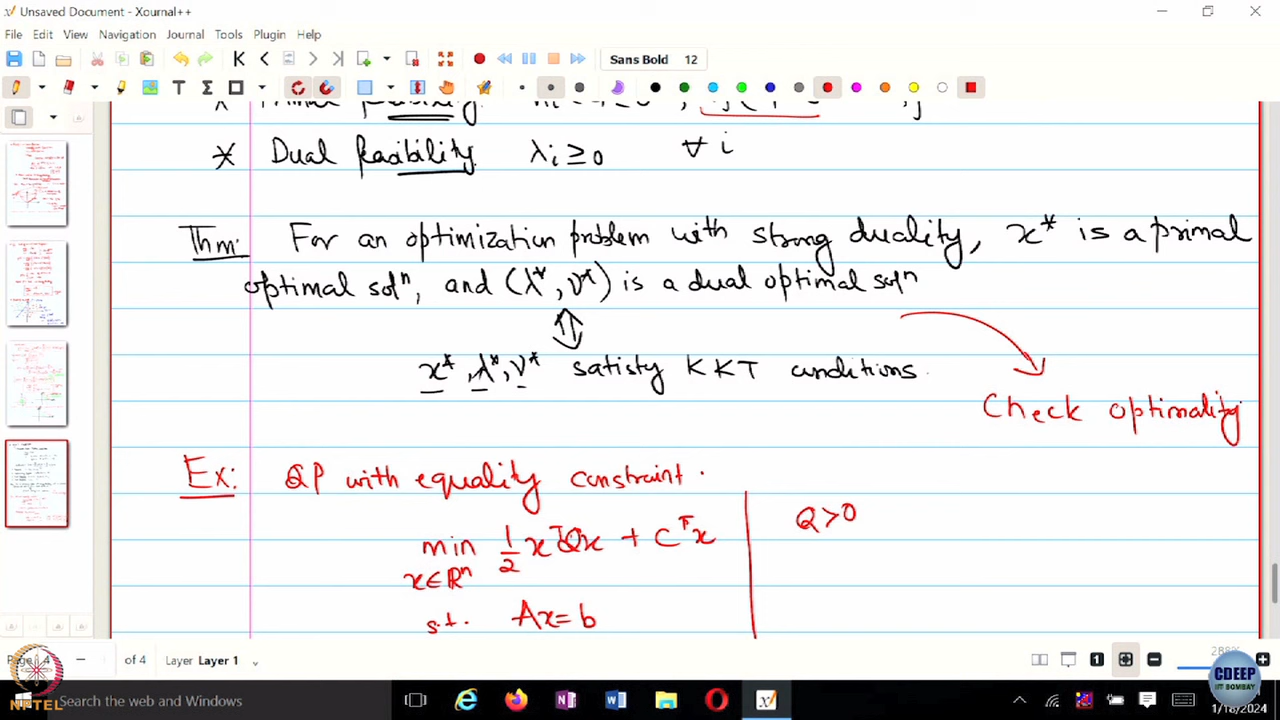 Unsaved Document - Xournal++
File Edit View Navigation Journal Tools Plugin Help
Sans Bold 12
* Dual feasibility λi ≥ 0 ∀ i
Thm: For an optimization problem with strong duality, x* is a primal
optimal solⁿ, and (λ*, ν*) is a dual optimal solⁿ
⇕
x*, λ*, ν* satisfy KKT conditions.
Check optimality
Ex: QP with equality constraint.
min 1/2 xᵀQx + Cᵀx Q>0
x∈Rⁿ
s.t. Ax=b
Page 4 of 4 Layer Layer 1 288%
Search the web and Windows
NPTEL
CDEEP
IIT BOMBAY
1/18/2024